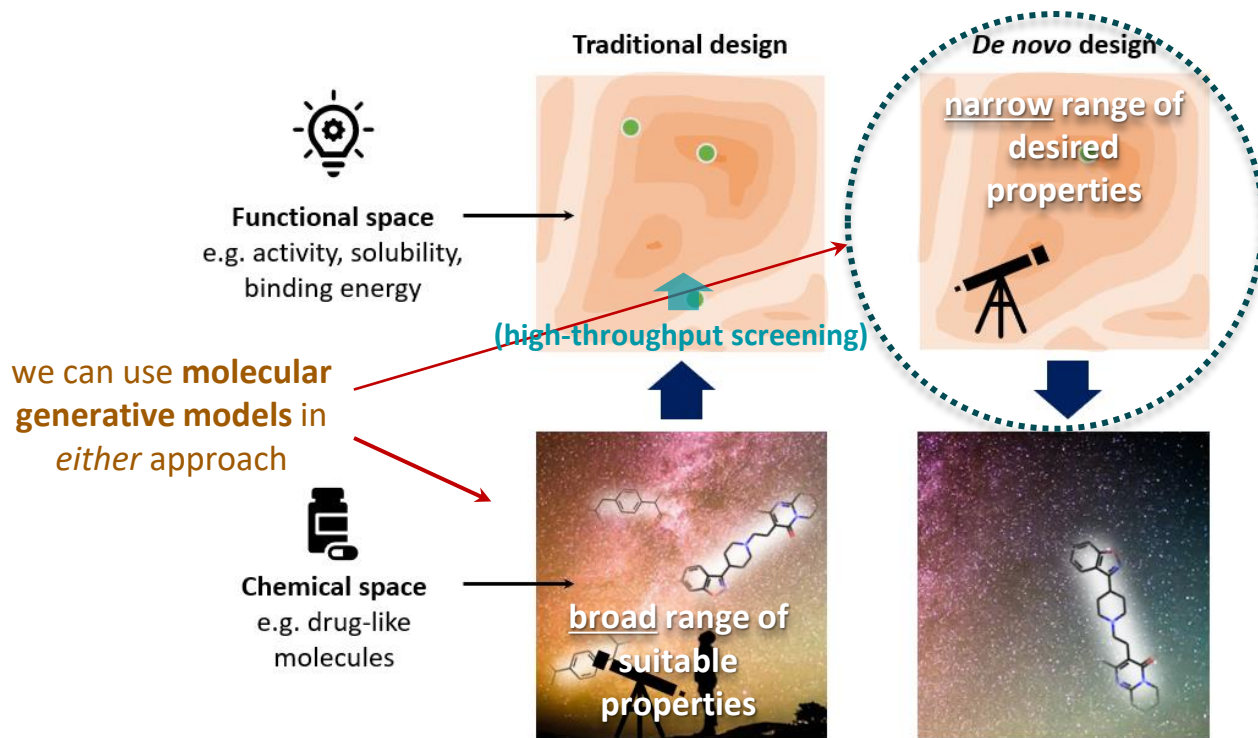 Traditional design
De novo design
narrow range of
desired
properties
Functional space
e.g. activity, solubility,
binding energy
(high-throughput screening)
we can use molecular
generative models in
either approach
Chemical space
e.g. drug-like
molecules
broad range of
suitable
properties